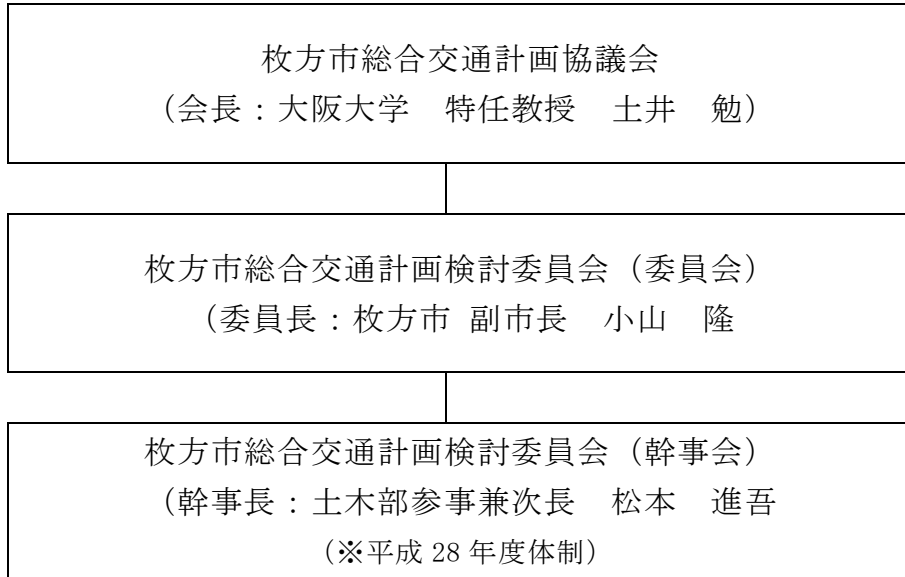 枚方市総合交通計画協議会
（会長：大阪大学　特任教授　土井　勉）
枚方市総合交通計画検討委員会（委員会）
（委員長：枚方市 副市長　小山　隆
枚方市総合交通計画検討委員会（幹事会）
（幹事長：土木部参事兼次長　松本　進吾
（※平成 28 年度体制）